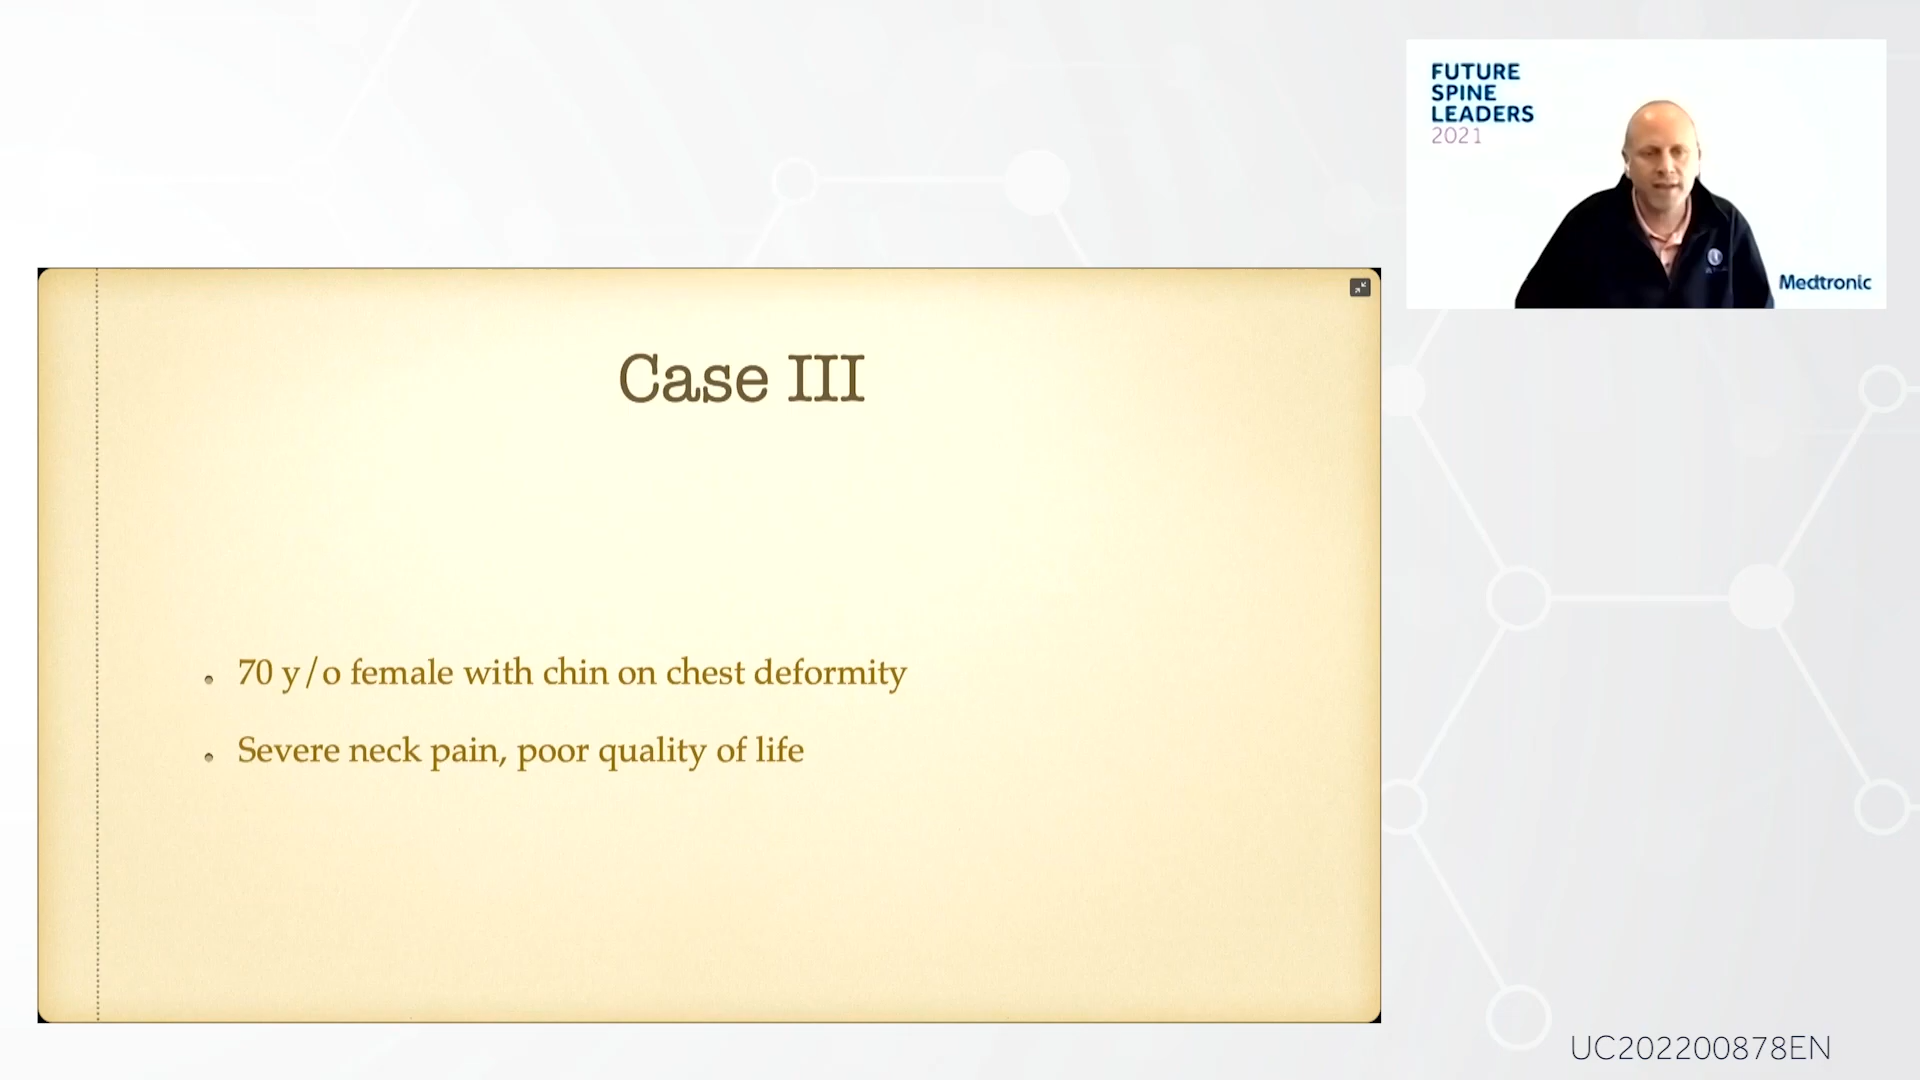 FUTURE
SPINE
LEADERS
2021
Medtronic
Case III
70 y/o female with chin on chest deformity
Severe neck pain, poor quality of life
UC202200878EN